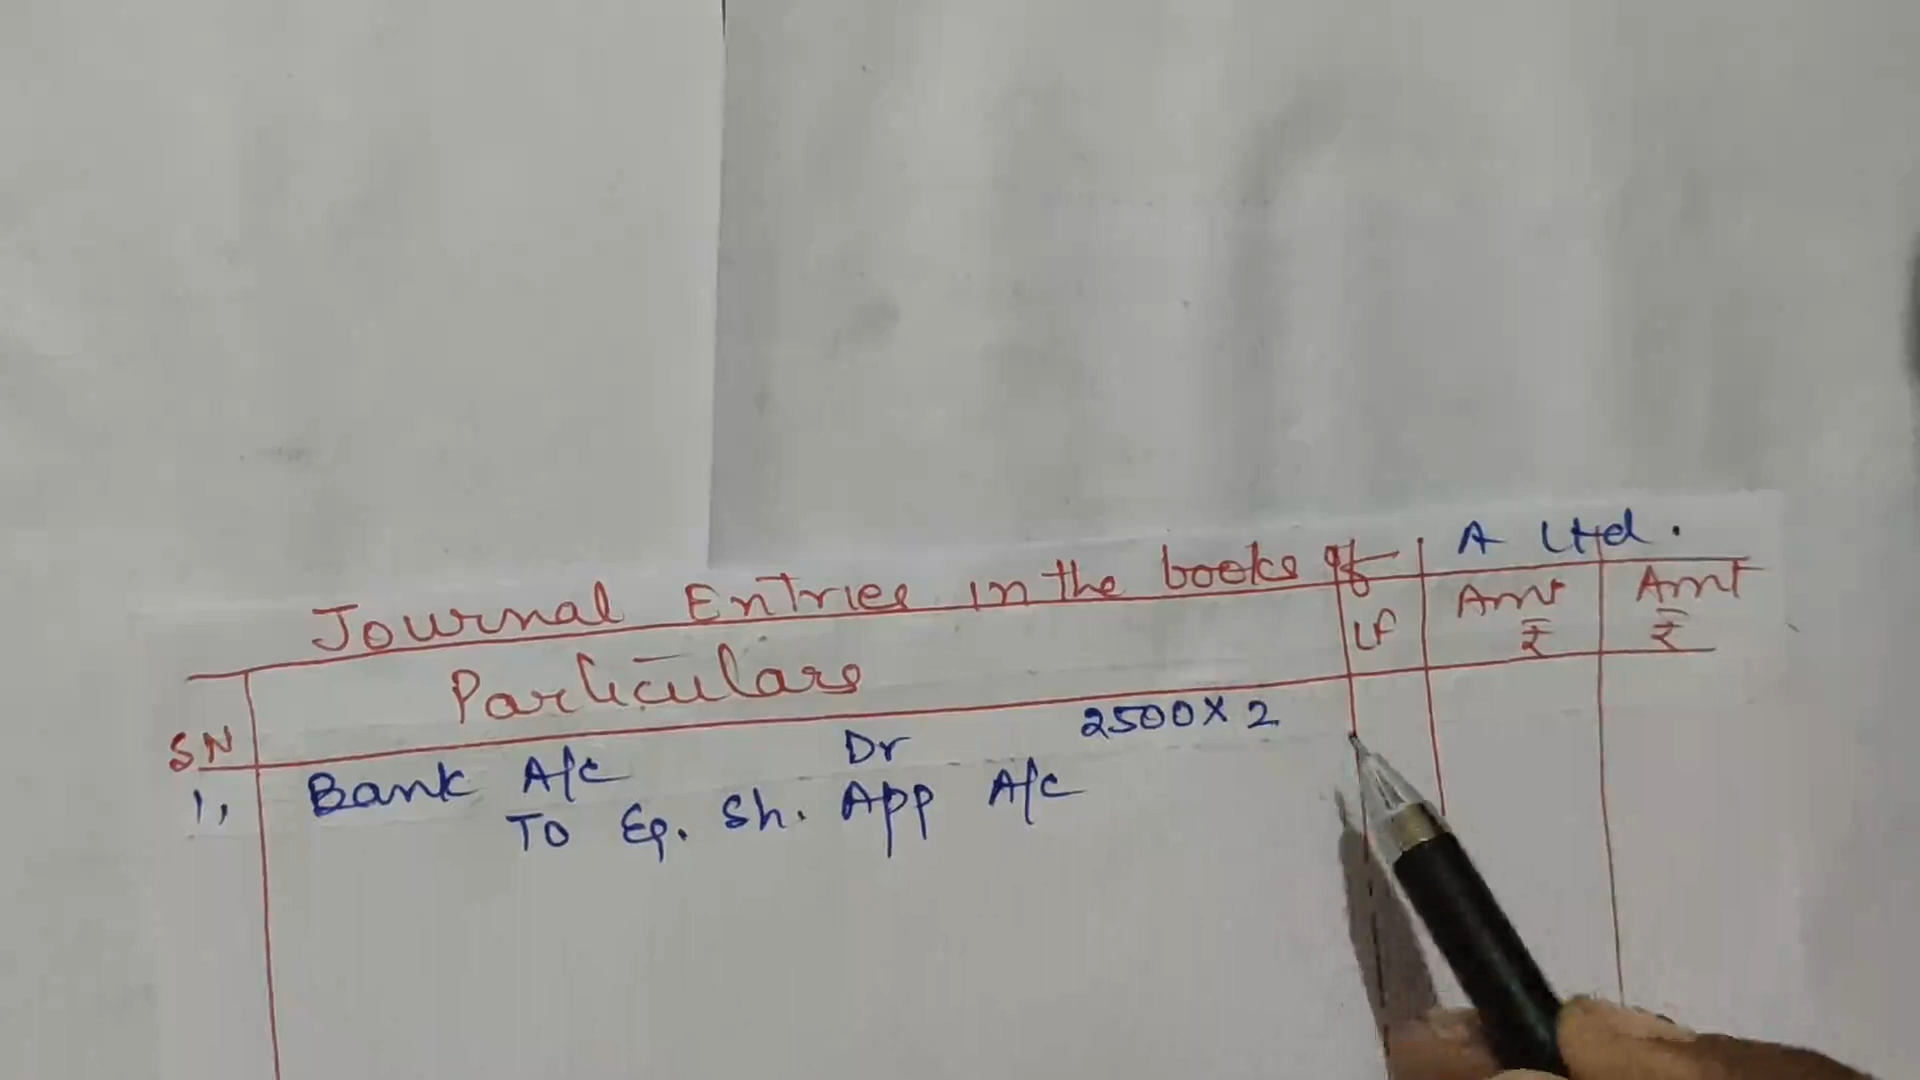 Journal Entries in the books of A Ltd.
SN Particulars LF Amt ₹ Amt ₹
1, Bank A/c Dr 2500×2
To Eq. Sh. App A/c